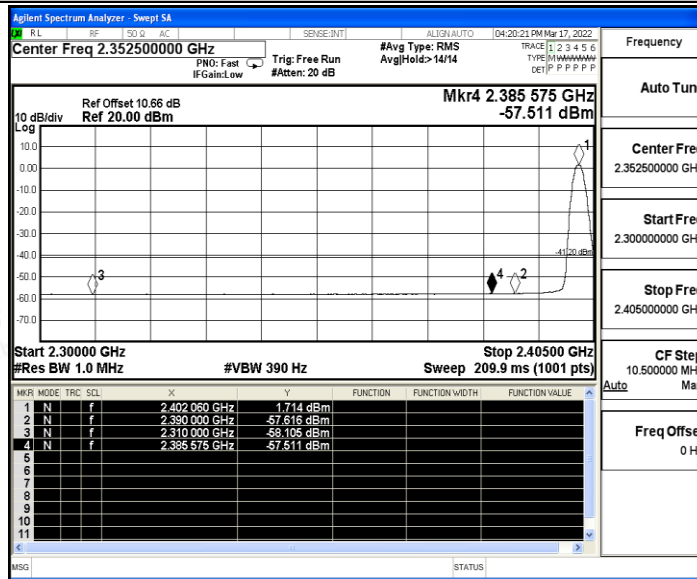 Agilent Spectrum Analyzer - Swept SA
RL RF 50 Ω AC SENSE:INT ALIGN AUTO 04:20:21 PM Mar 17, 2022
Center Freq 2.352500000 GHz
PNO: Fast
IFGain:Low
Trig: Free Run
#Atten: 20 dB
#Avg Type: RMS
Avg|Hold:> 14/14
TRACE 1 2 3 4 5 6
TYPE M
DET P P P P P P
Frequency
Mkr4 2.385 575 GHz
-57.511 dBm
Ref Offset 10.66 dB
10 dB/div Ref 20.00 dBm
Log
10.0
0.00
-10.0
-20.0
-30.0
-40.0
-50.0
-60.0
-70.0
1
-41.20 dBm
3
4
2
Start 2.30000 GHz Stop 2.40500 GHz
#Res BW 1.0 MHz #VBW 390 Hz Sweep 209.9 ms (1001 pts)
MKR MODE TRC SCL X Y FUNCTION FUNCTION WIDTH FUNCTION VALUE
1 N f 2.402 060 GHz 1.714 dBm
2 N f 2.390 000 GHz -57.616 dBm
3 N f 2.310 000 GHz -58.105 dBm
4 N f 2.385 575 GHz -57.511 dBm
5
6
7
8
9
10
11
MSG STATUS
Auto Tun
Center Fre
2.352500000 GH
Start Fre
2.300000000 GH
Stop Fre
2.405000000 GH
CF Step
10.500000 MH
Auto Ma
Freq Offse
0 H